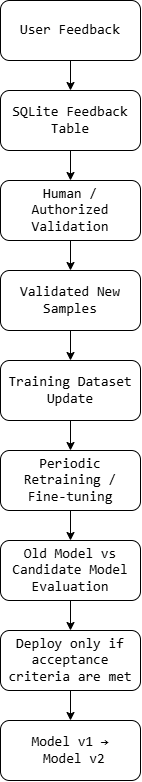 User Feedback
SQLite Feedback
Table
Human /
Authorized
Validation
Validated New
Samples
Training Dataset
Update
Periodic
Retraining /
Fine-tuning
Old Model vs
Candidate Model
Evaluation
Deploy only if
acceptance
criteria are met
Model v1 →
Model v2